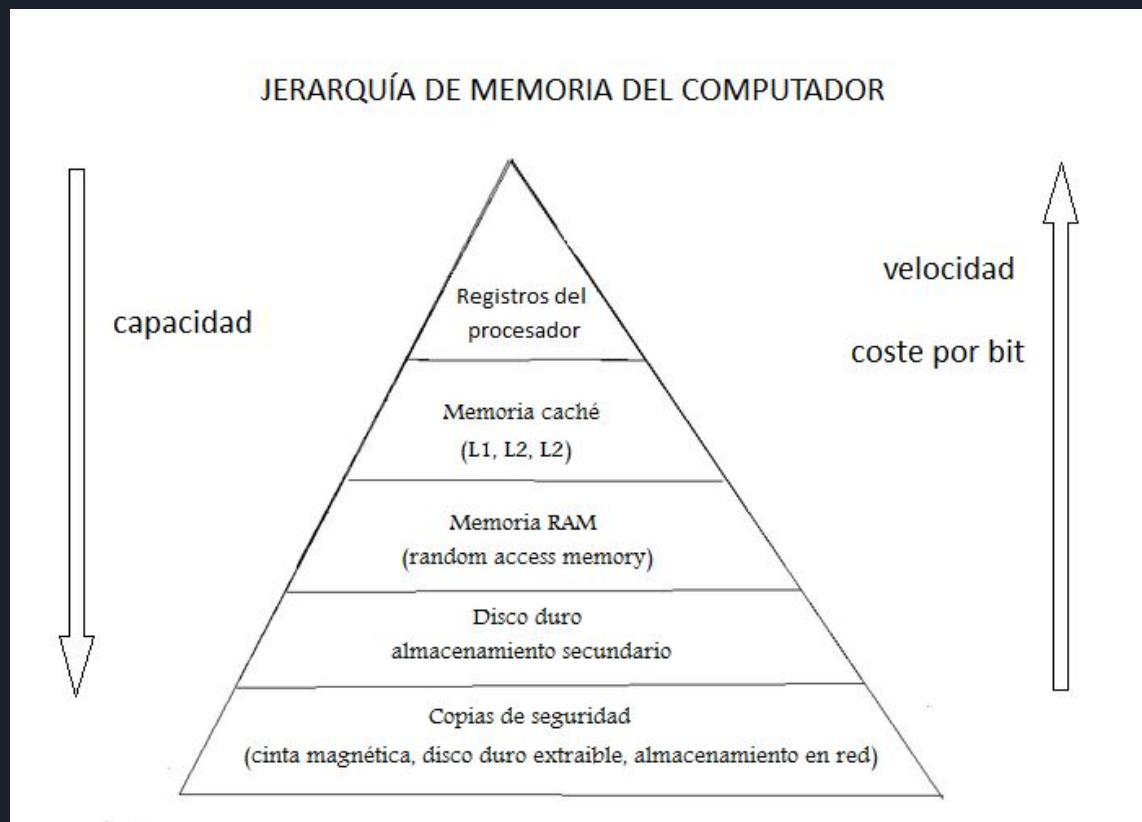 JERARQUÍA DE MEMORIA DEL COMPUTADOR
capacidad
velocidad
coste por bit
Registros del
procesador
Memoria caché
(L1, L2, L2)
Memoria RAM
(random access memory)
Disco duro
almacenamiento secundario
Copias de seguridad
(cinta magnética, disco duro extraible, almacenamiento en red)